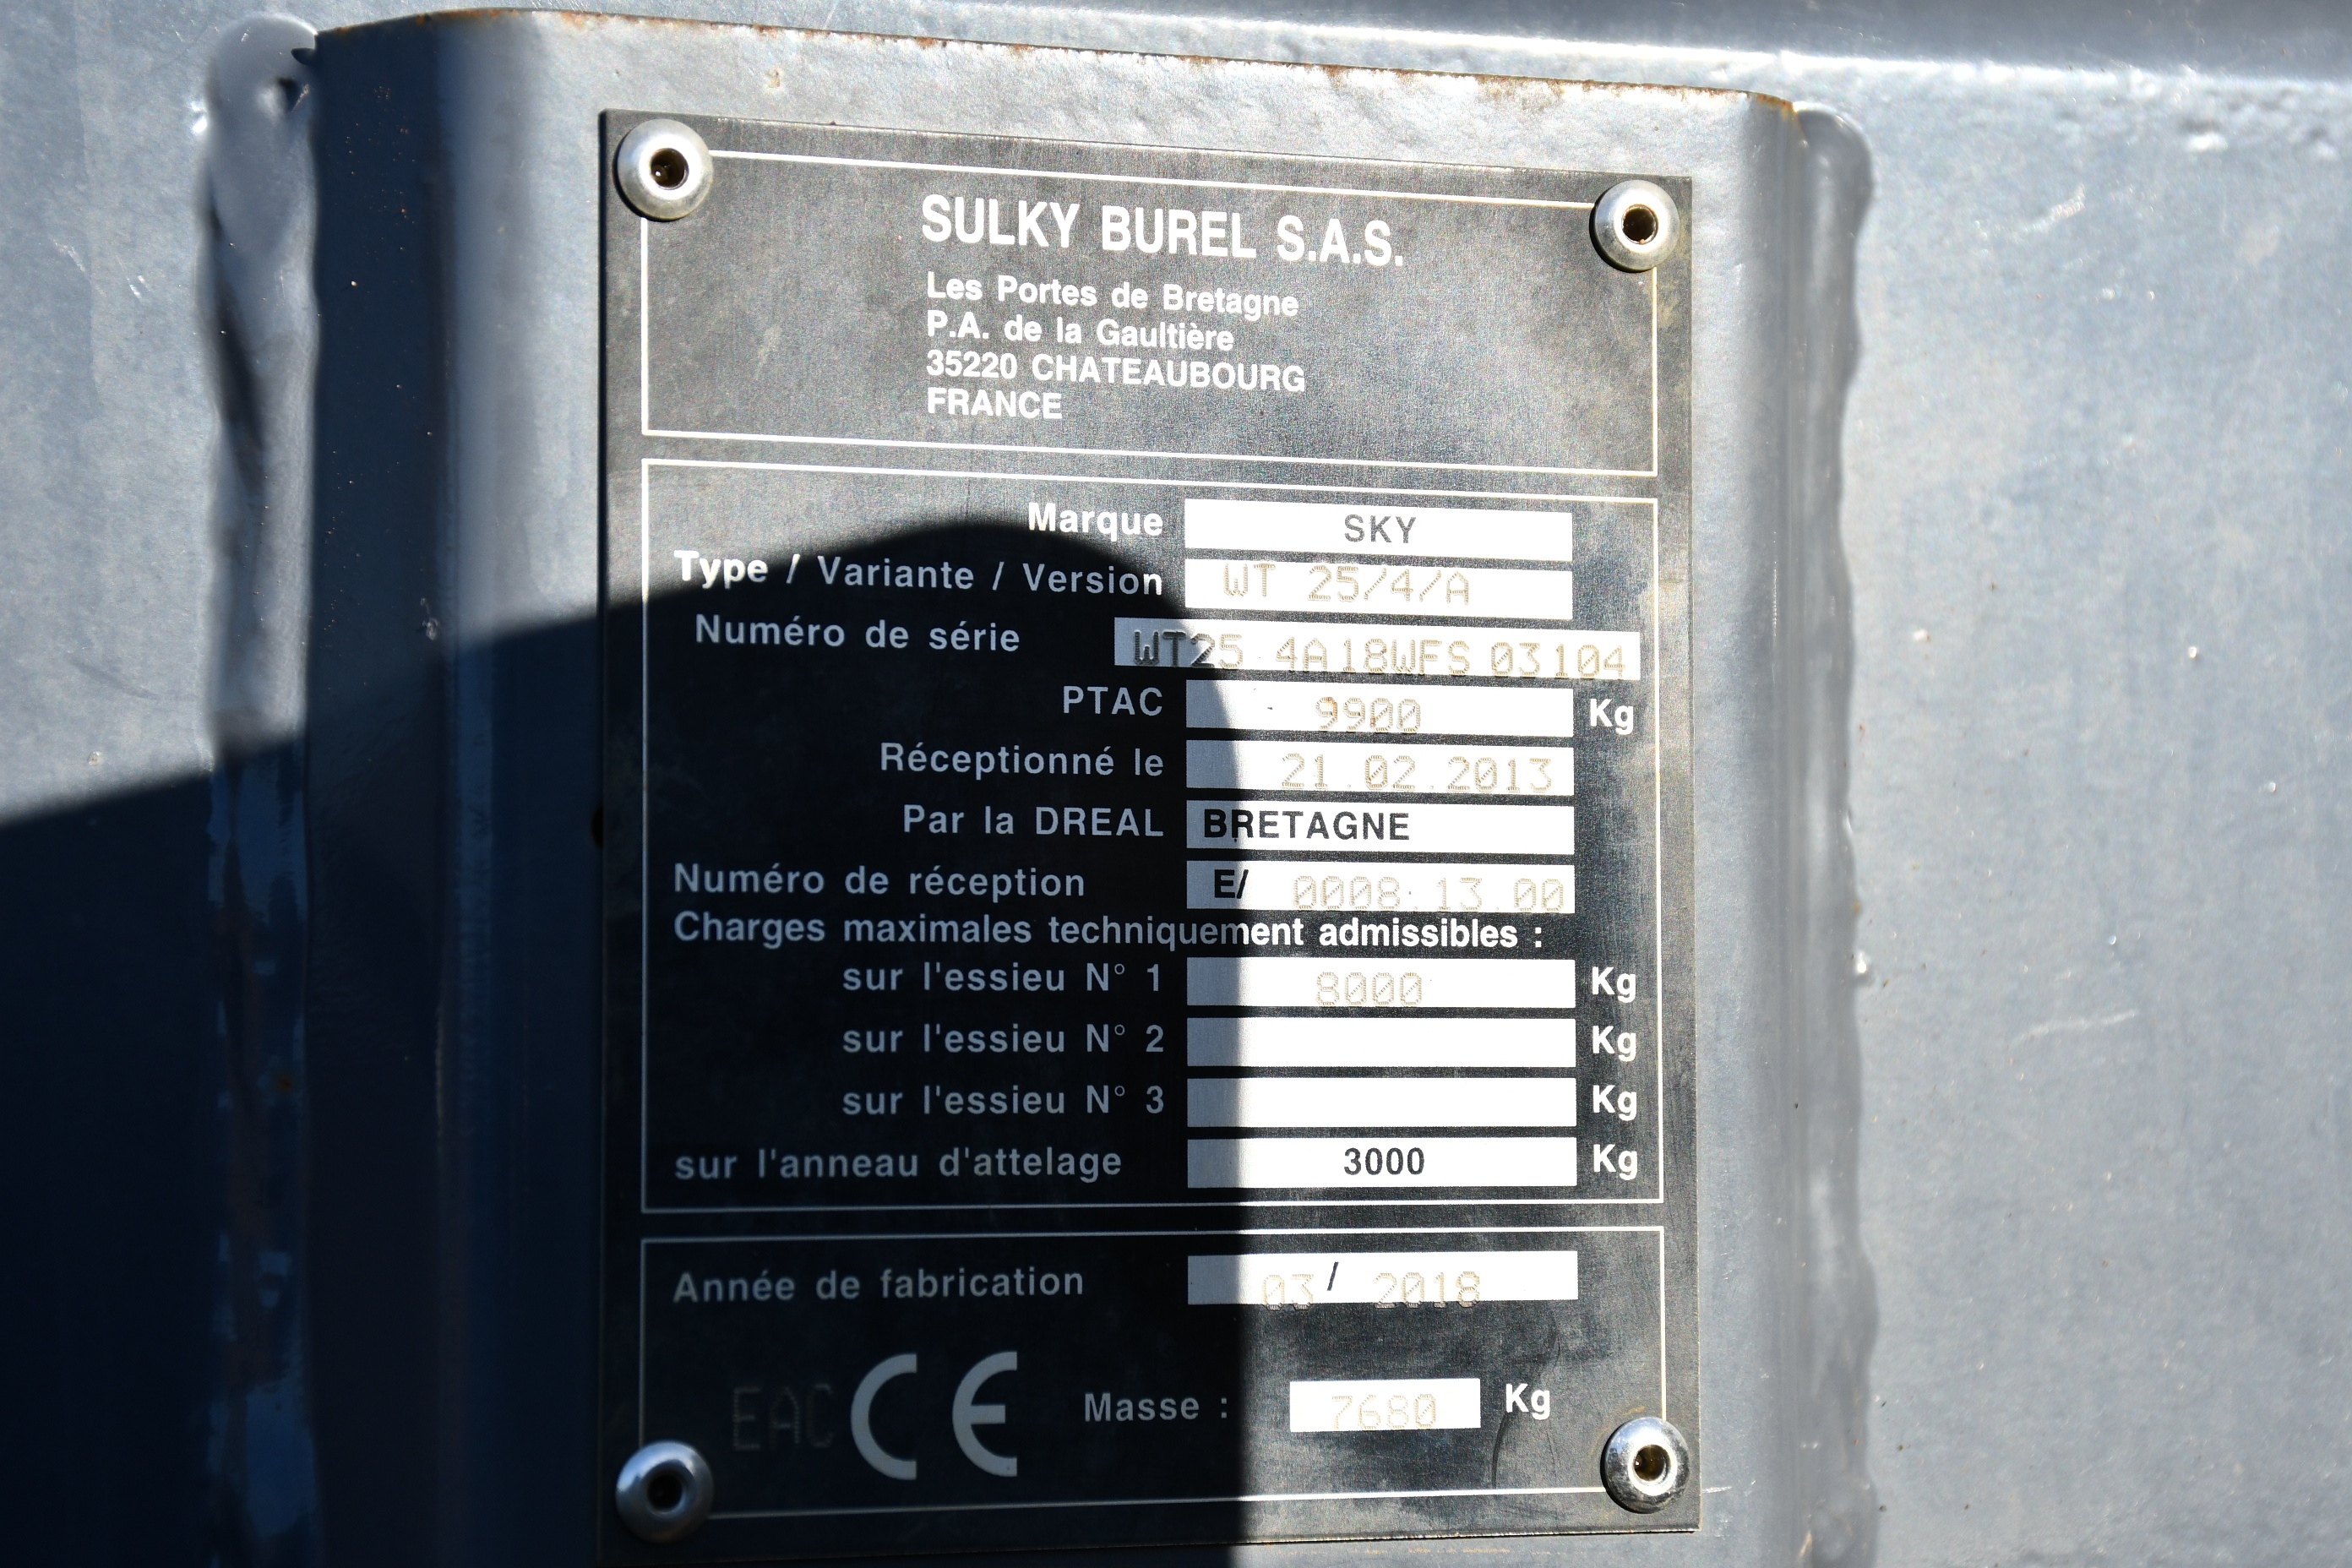 SULKY BUREL S.A.S.
Les Portes de Bretagne
P.A. de la Gaultière
35220 CHATEAUBOURG
FRANCE
Marque SKY
Type / Variante / Version WT 25/4/A
Numéro de série WT25 4A18WFS 03104
PTAC 9900 Kg
Réceptionné le 21.02.2013
Par la DREAL BRETAGNE
Numéro de réception E/ 0008.13.00
Charges maximales techniquement admissibles :
sur l'essieu N° 1 8000 Kg
sur l'essieu N° 2 Kg
sur l'essieu N° 3 Kg
sur l'anneau d'attelage 3000 Kg
Année de fabrication 03 / 2018
EAC CE Masse : 7680 Kg